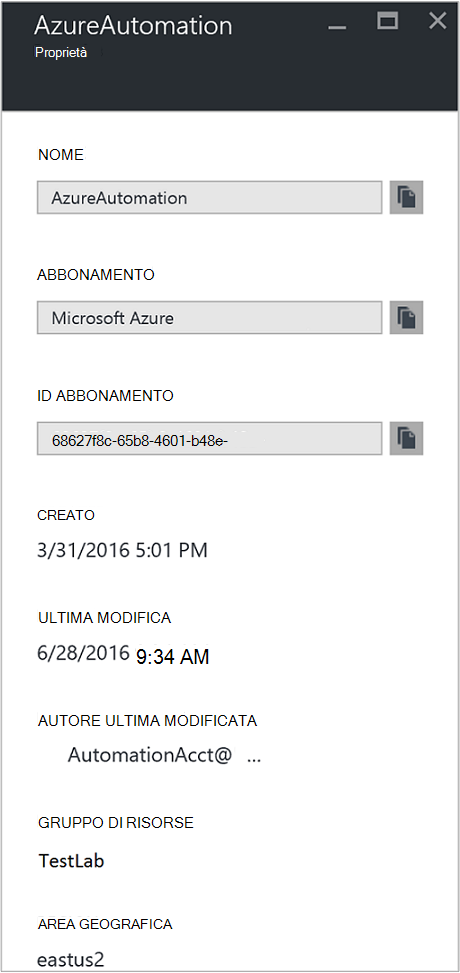 AzureAutomation
Proprietà
NOME
AzureAutomation
ABBONAMENTO
Microsoft Azure
ID ABBONAMENTO
68627f8c-65b8-4601-b48e-
CREATO
3/31/2016 5:01 PM
ULTIMA MODIFICA
6/28/2016 9:34 AM
AUTORE ULTIMA MODIFICATA
AutomationAcct@ ...
GRUPPO DI RISORSE
TestLab
AREA GEOGRAFICA
eastus2